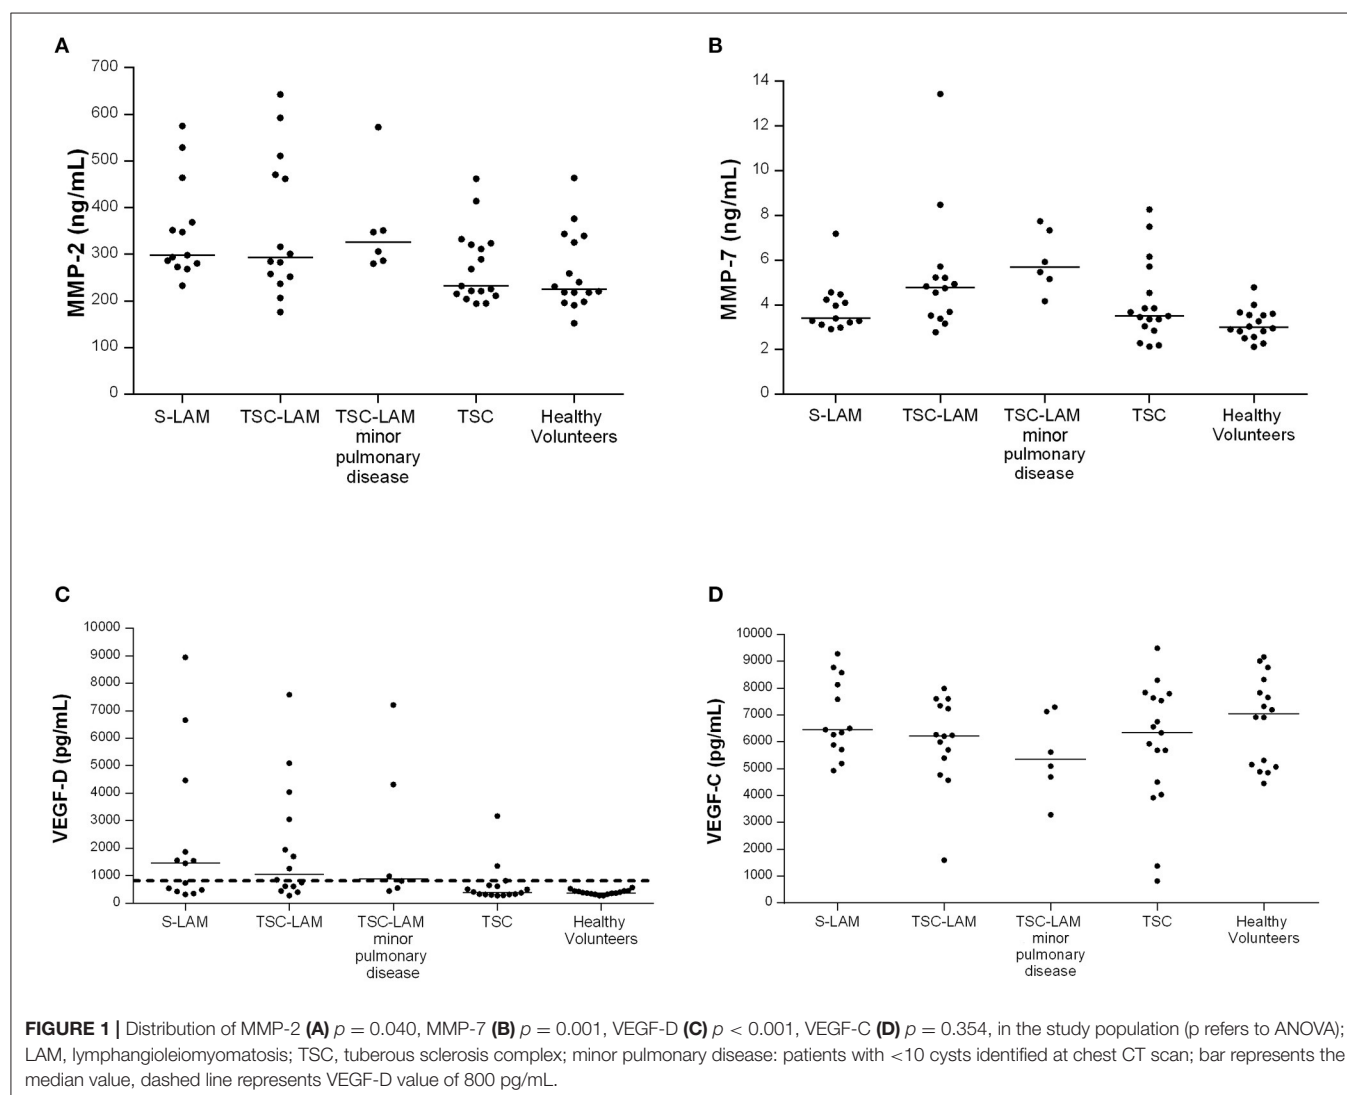 A
700
600
500
400
300
200
100
0
MMP-2 (ng/mL)
S-LAM
TSC-LAM
TSC-LAM
minor
pulmonary
disease
TSC
Healthy
Volunteers
B
14
12
10
8
6
4
2
0
MMP-7 (ng/mL)
S-LAM
TSC-LAM
TSC-LAM
minor
pulmonary
disease
TSC
Healthy
Volunteers
C
10000
9000
8000
7000
6000
5000
4000
3000
2000
1000
0
VEGF-D (pg/mL)
S-LAM
TSC-LAM
TSC-LAM
minor
pulmonary
disease
TSC
Healthy
Volunteers
D
10000
9000
8000
7000
6000
5000
4000
3000
2000
1000
0
VEGF-C (pg/mL)
S-LAM
TSC-LAM
TSC-LAM
minor
pulmonary
disease
TSC
Healthy
Volunteers
FIGURE 1 | Distribution of MMP-2 (A) p = 0.040, MMP-7 (B) p = 0.001, VEGF-D (C) p < 0.001, VEGF-C (D) p = 0.354, in the study population (p refers to ANOVA);
LAM, lymphangioleiomyomatosis; TSC, tuberous sclerosis complex; minor pulmonary disease: patients with <10 cysts identified at chest CT scan; bar represents the
median value, dashed line represents VEGF-D value of 800 pg/mL.